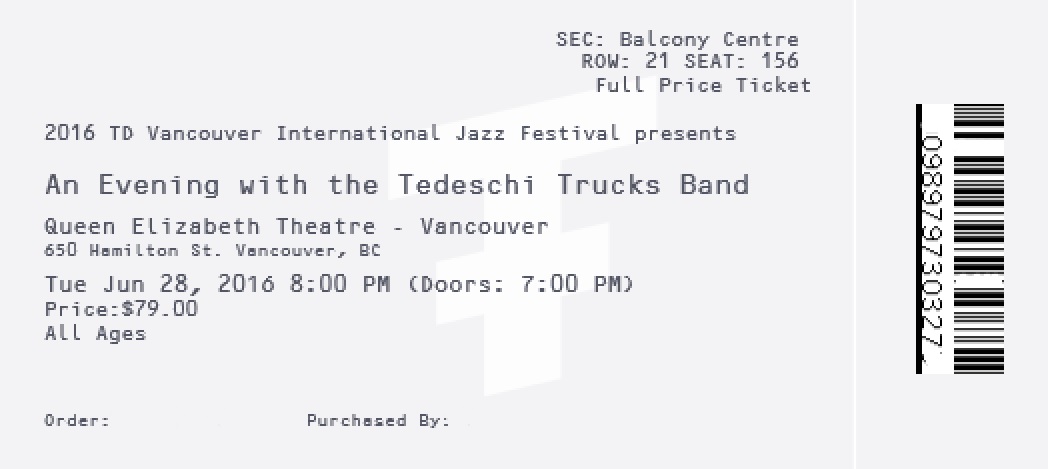 SEC: Balcony Centre
ROW: 21 SEAT: 156
Full Price Ticket
2016 TD Vancouver International Jazz Festival presents
An Evening with the Tedeschi Trucks Band
Queen Elizabeth Theatre - Vancouver
650 Hamilton St. Vancouver, BC
Tue Jun 28, 2016 8:00 PM (Doors: 7:00 PM)
Price:$79.00
All Ages
Order:
Purchased By: